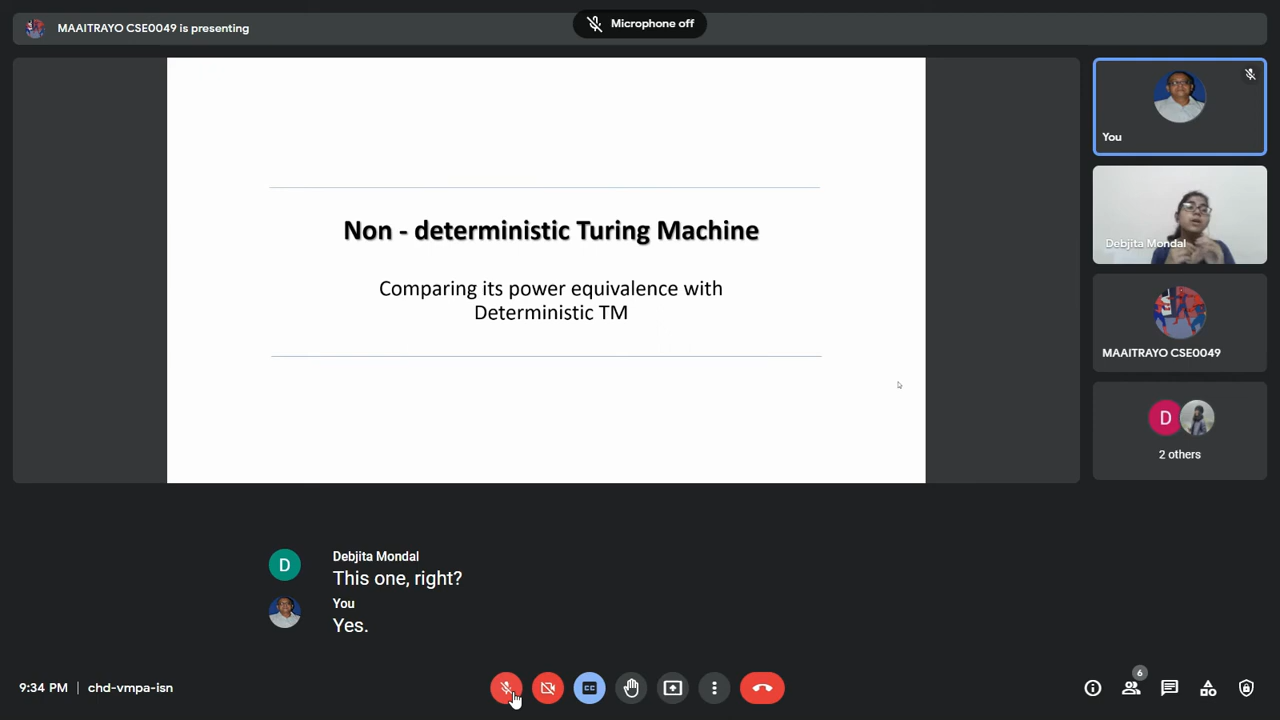 MAAITRAYO CSE0049 is presenting
Microphone off
Non - deterministic Turing Machine
Comparing its power equivalence with
Deterministic TM
You
Debjita Mondal
MAAITRAYO CSE0049
D
2 others
D
Debjita Mondal
This one, right?
You
Yes.
9:34 PM | chd-vmpa-isn
CC
6